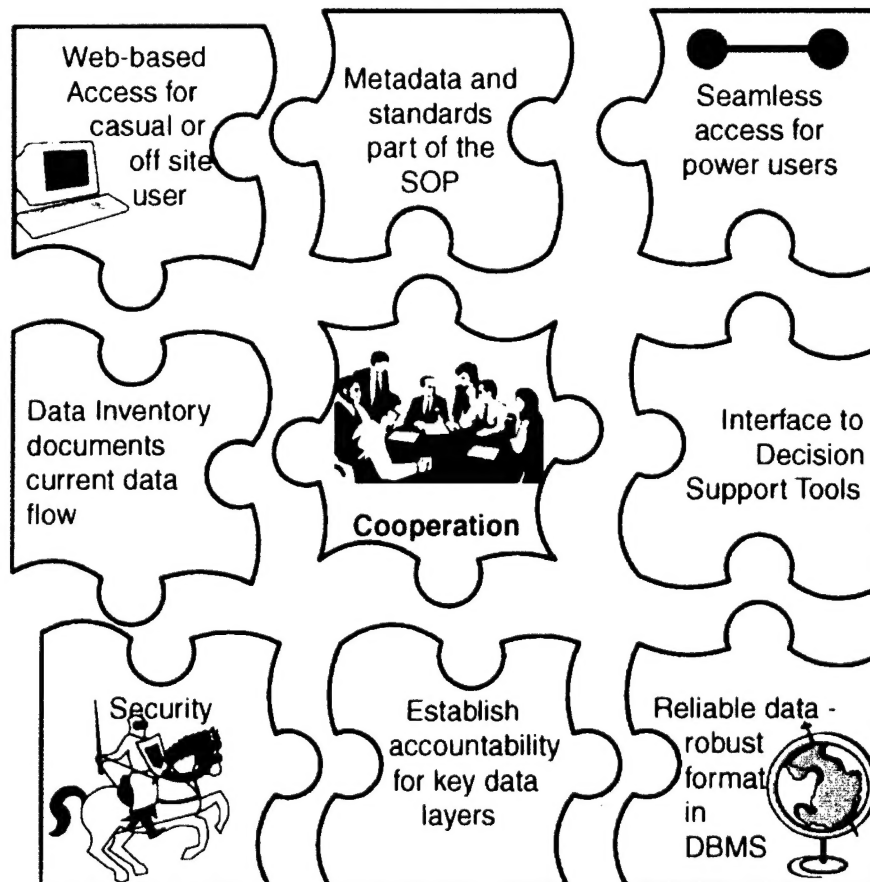 Web-based
Access for
casual or
off site
user
Metadata and
standards
part of the
SOP
Seamless
access for
power users
Data Inventory
documents
current data
flow
Cooperation
Interface to
Decision
Support Tools
Security
Establish
accountability
for key data
layers
Reliable data -
robust
format
in
DBMS